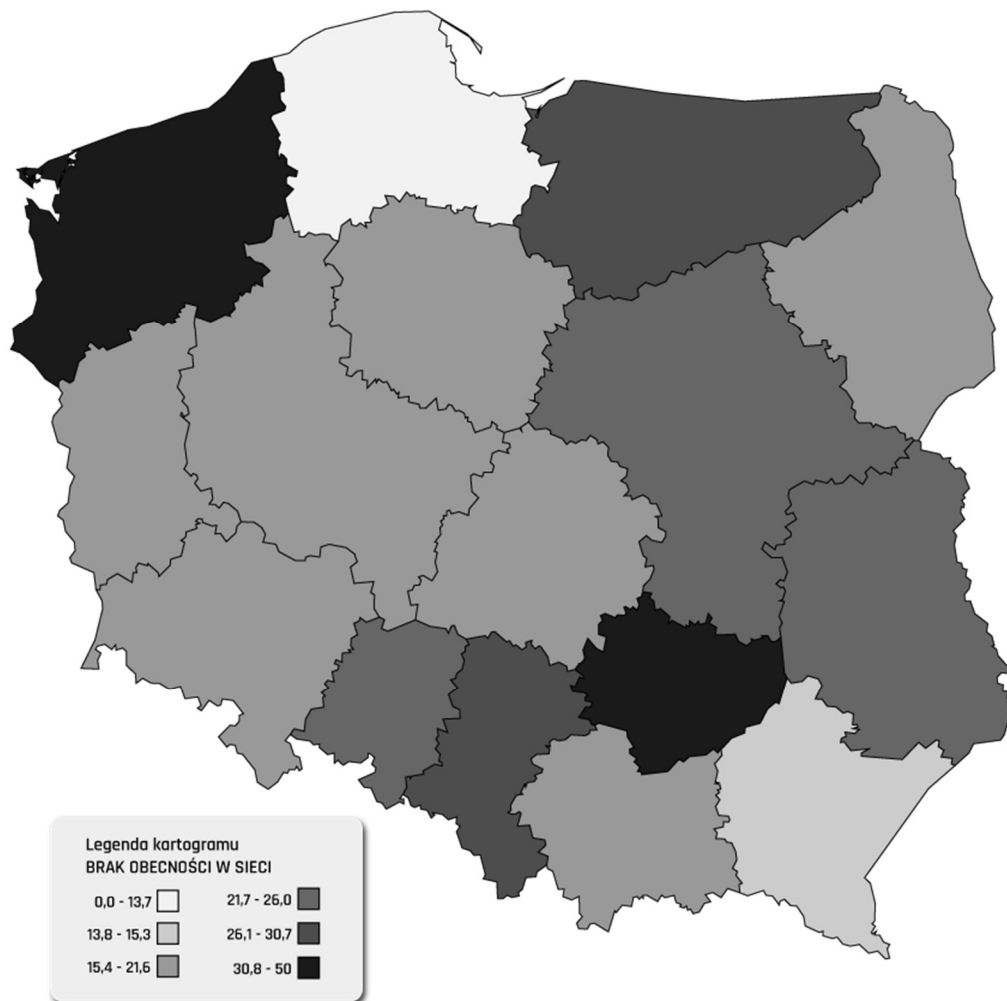 Legenda kartogramu
BRAK OBECNOŚCI W SIECI
0,0 - 13,7
21,7 - 26,0
13,8 - 15,3
26,1 - 30,7
15,4 - 21,6
30,8 - 50